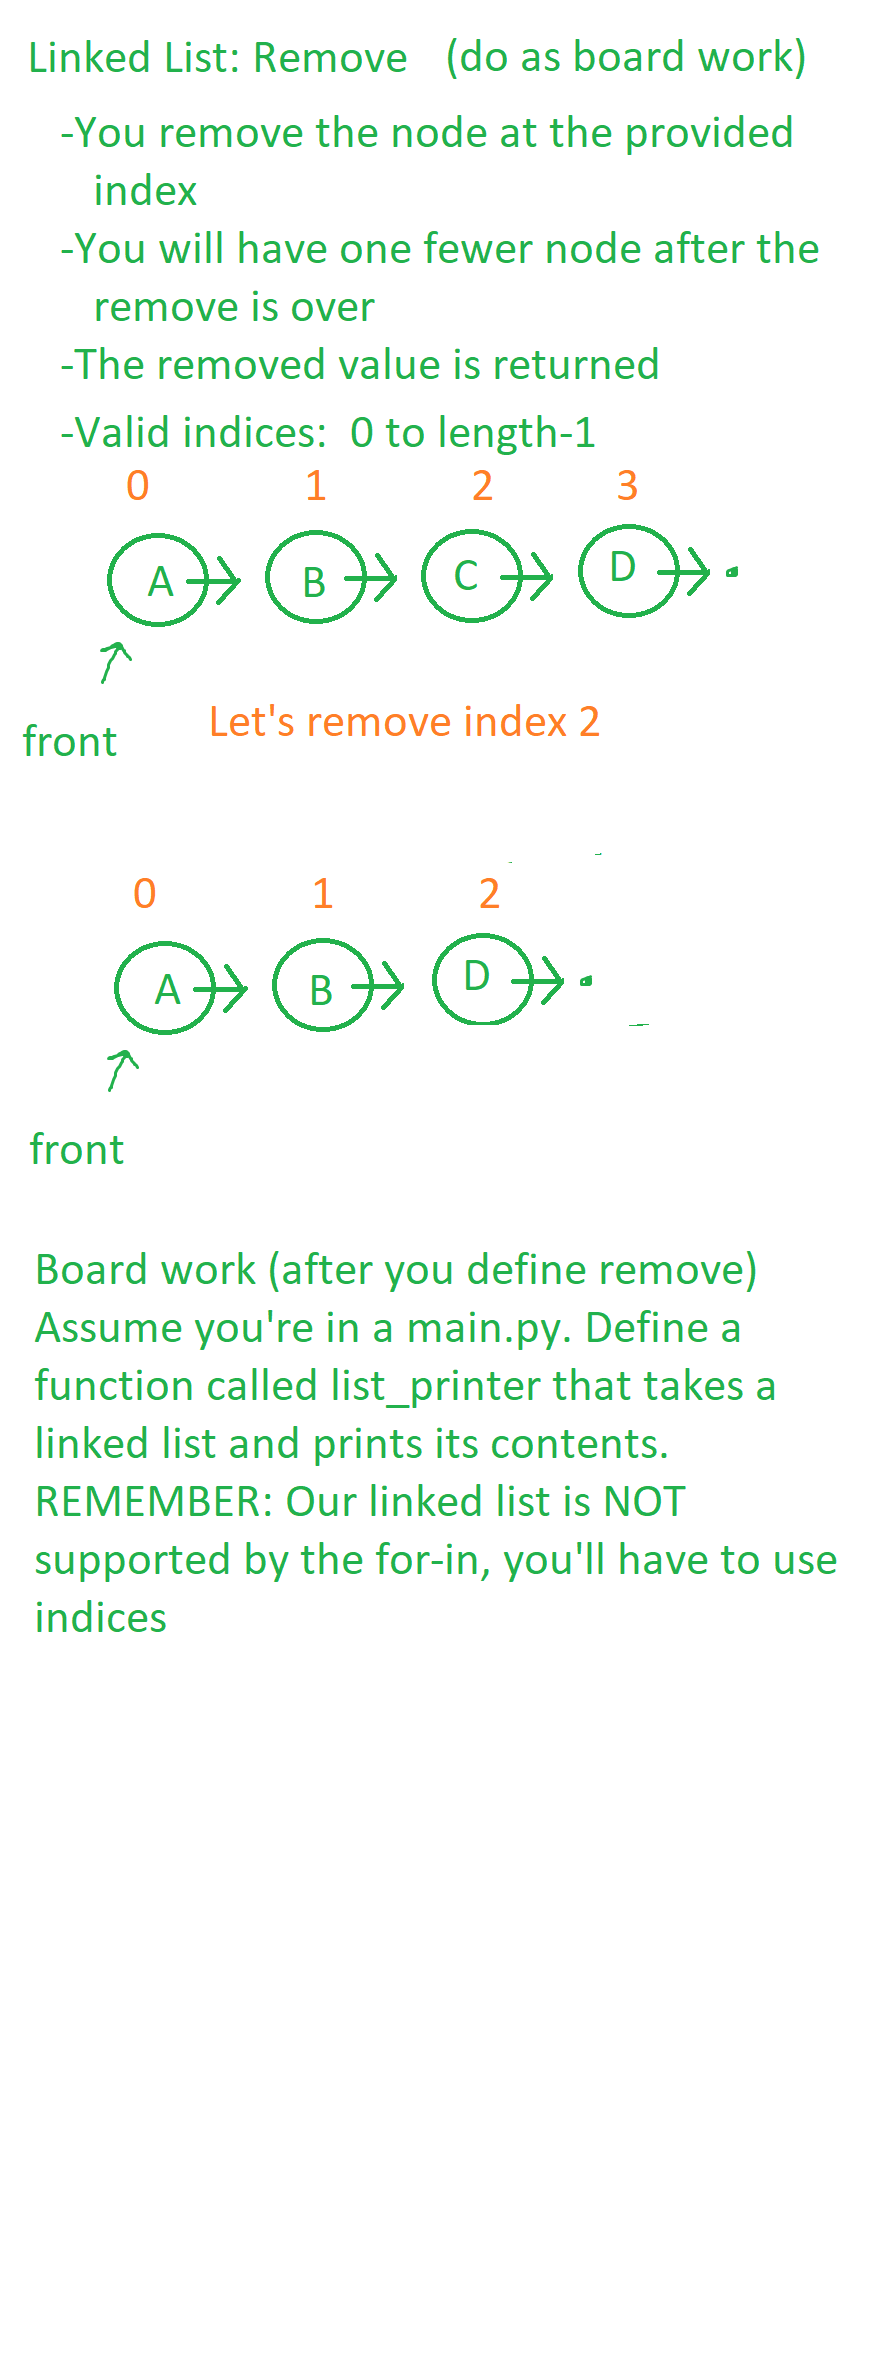 Linked List: Remove (do as board work)
-You remove the node at the provided
index
-You will have one fewer node after the
remove is over
-The removed value is returned
-Valid indices: 0 to length-1
0 1 2 3
A B C D
front
Let's remove index 2
0 1 2
A B D
front
Board work (after you define remove)
Assume you're in a main.py. Define a
function called list_printer that takes a
linked list and prints its contents.
REMEMBER: Our linked list is NOT
supported by the for-in, you'll have to use
indices